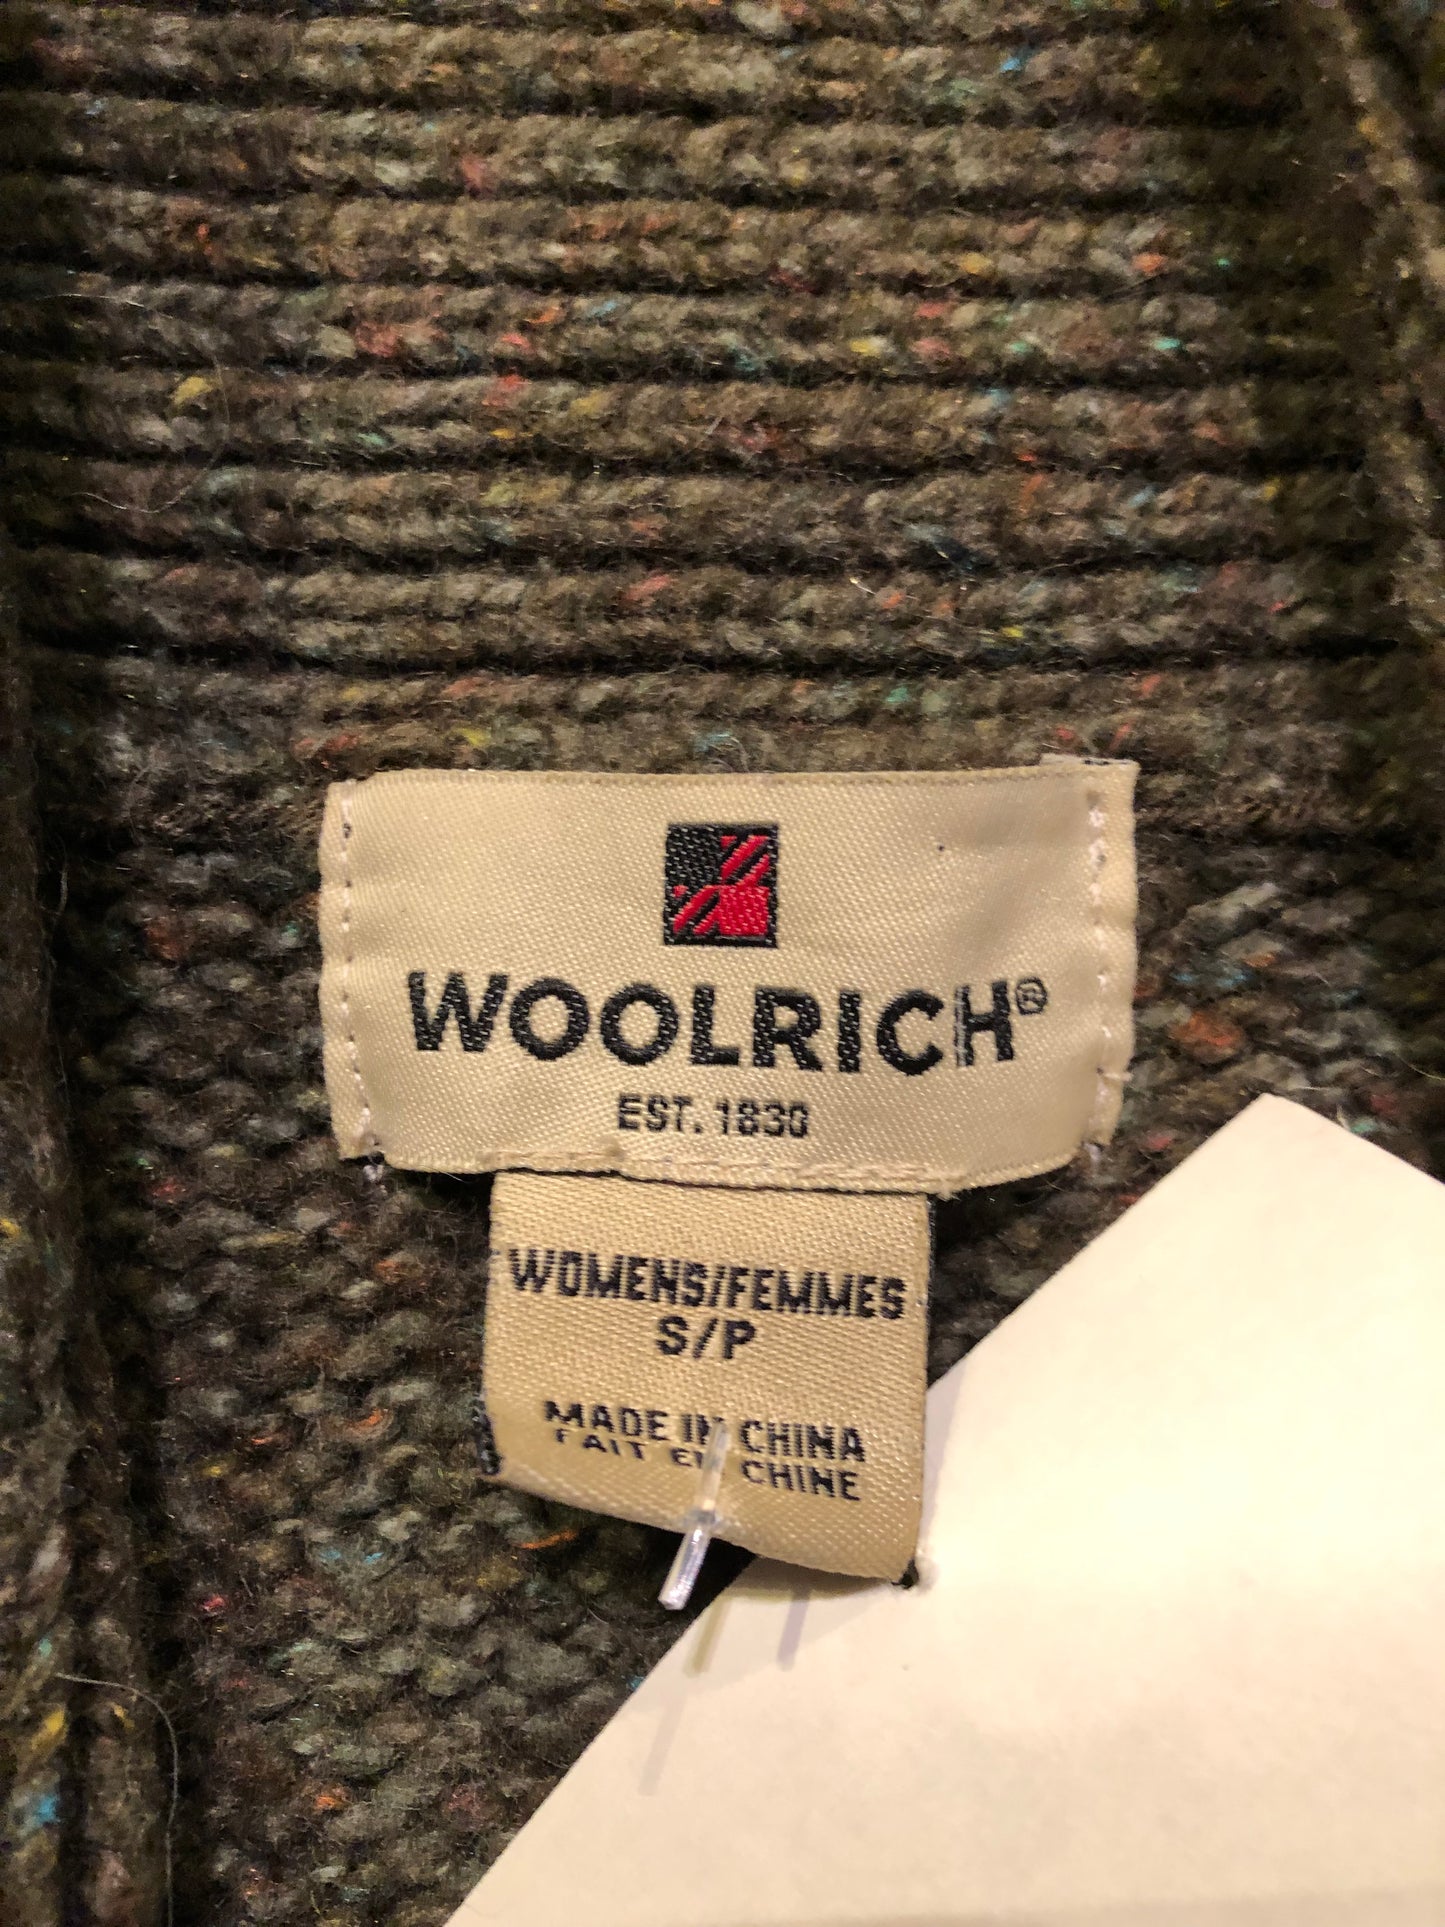 WOOLRICH®
EST. 1830
WOMENS/FEMMES
S/P
MADE IN CHINA
FAIT EN CHINE